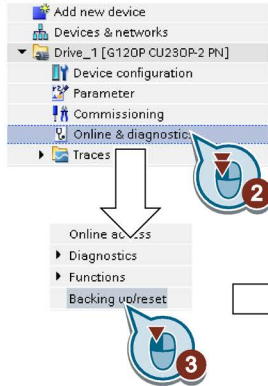 Add new device
Devices & networks
Drive_1 [G120P CU230P-2 PN]
Device configuration
Parameter
Commissioning
Online & diagnostics
Traces
2
Online access
Diagnostics
Functions
Backing up/reset
3